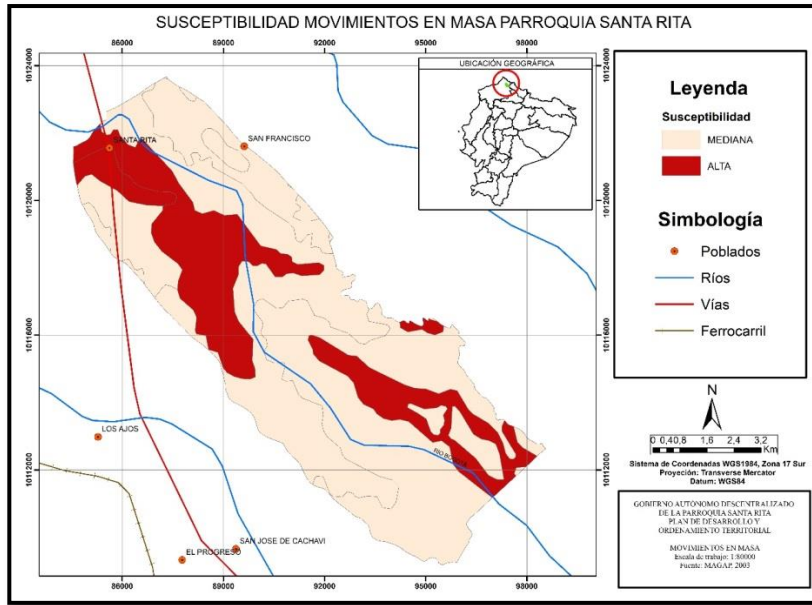 SUSCEPTIBILIDAD MOVIMIENTOS EN MASA PARROQUIA SANTA RITA
86000 89000 92000 95000 98000
10124000
10120000
10116000
10112000
10124000
10120000
10116000
10112000
UBICACIÓN GEOGRÁFICA
SANTA RITA
SAN FRANCISCO
LOS AJOS
EL PROGRESO
SAN JOSE DE CACHAVI
86000 89000 92000 95000 98000
Leyenda
Susceptibilidad
MEDIANA
ALTA
Simbología
Poblados
Ríos
Vías
Ferrocarril
N
0 0,40,8 1,6 2,4 3,2
Km
Sistema de Coordenadas WGS1984, Zona 17 Sur
Proyeción: Transverse Mercator
Datum: WGS84
GOBIERNO AUTONOMO DESCENTRALIZADO
DE LA PARROQUIA SANTA RITA
PLAN DE DESARROLLO Y
ORDENAMIENTO TERRITORIAL
MOVIMIENTOS EN MASA
Escala de trabajo: 1:80000
Fuente: MAGAP. 2003